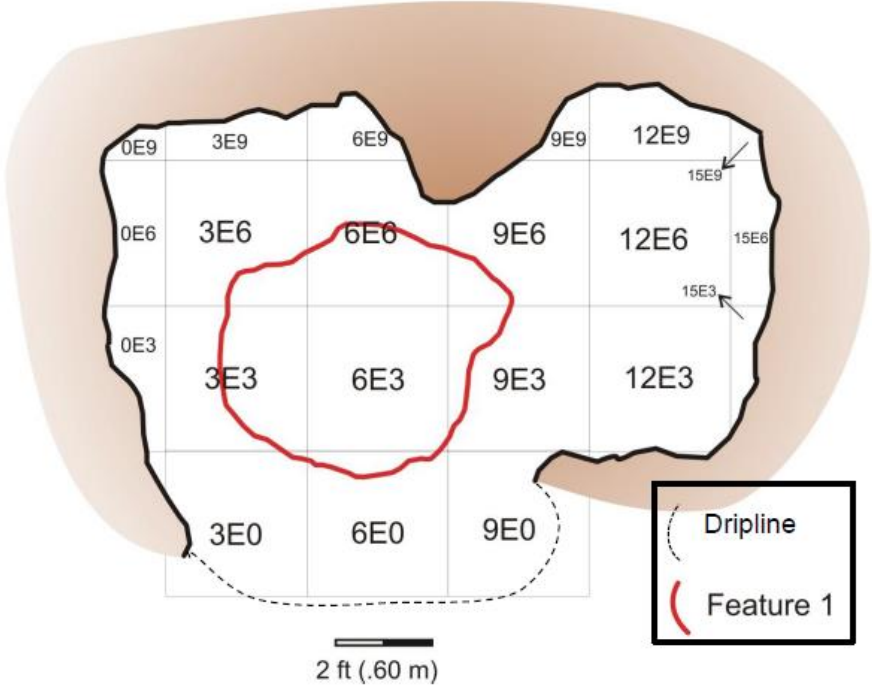 0E9 3E9 6E9 9E9 12E9
15E9
0E6 3E6 6E6 9E6 12E6 15E6
15E3
0E3
3E3 6E3 9E3 12E3
3E0 6E0 9E0
Dripline
Feature 1
2 ft (.60 m)